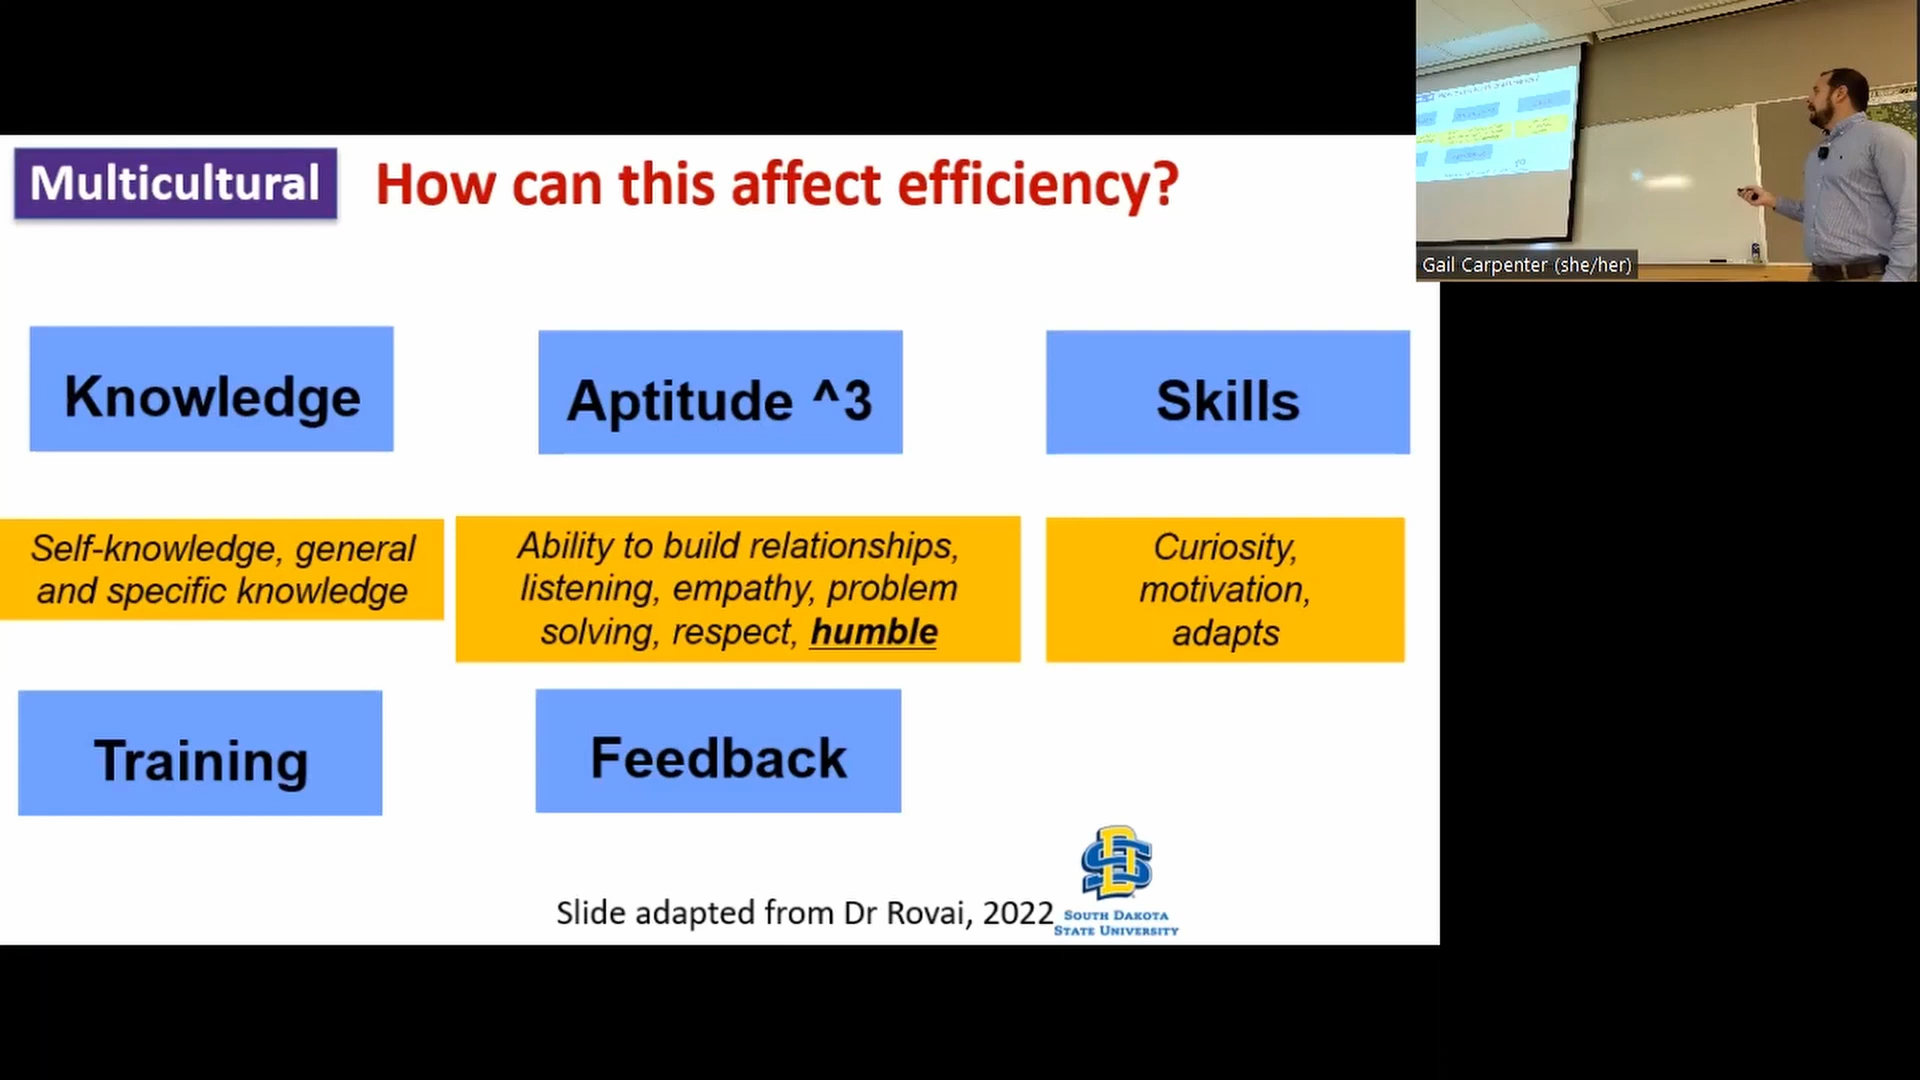 Multicultural
How can this affect efficiency?
Gail Carpenter (she/her)
Knowledge
Aptitude ^3
Skills
Self-knowledge, general
and specific knowledge
Ability to build relationships,
listening, empathy, problem
solving, respect, humble
Curiosity,
motivation,
adapts
Training
Feedback
Slide adapted from Dr Rovai, 2022
SOUTH DAKOTA
STATE UNIVERSITY